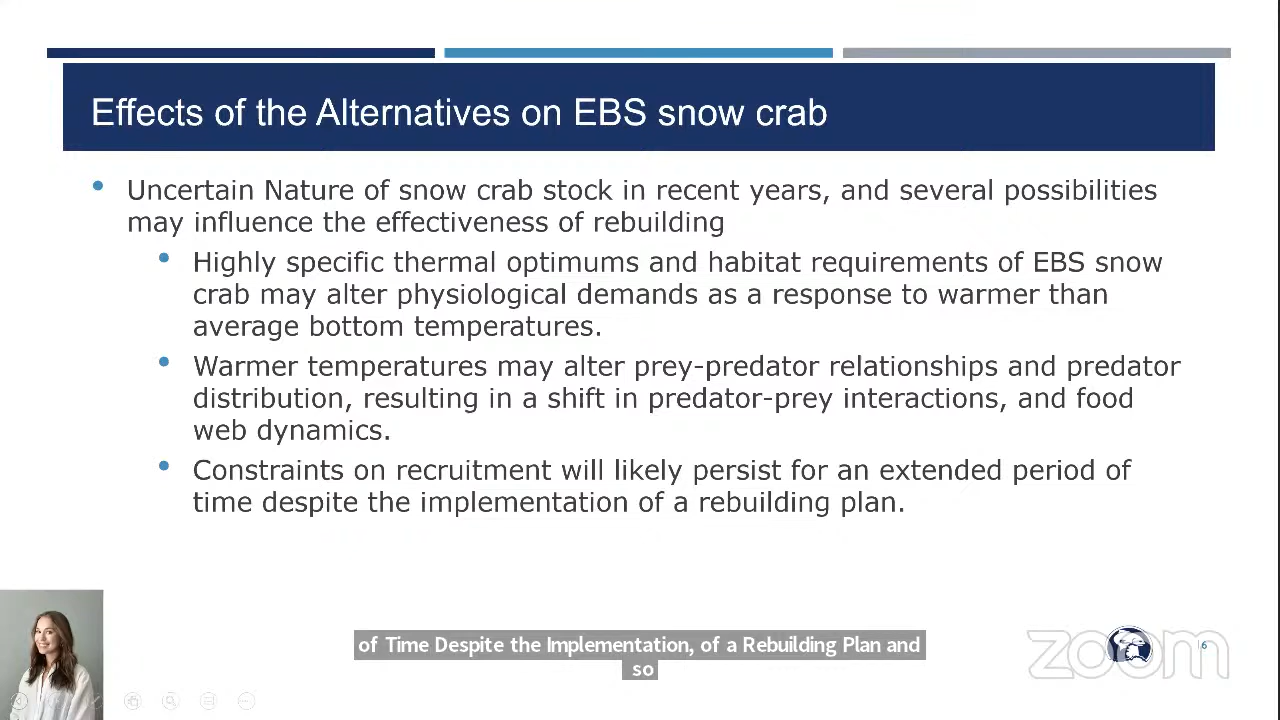 Effects of the Alternatives on EBS snow crab
Uncertain Nature of snow crab stock in recent years, and several possibilities
may influence the effectiveness of rebuilding
Highly specific thermal optimums and habitat requirements of EBS snow
crab may alter physiological demands as a response to warmer than
average bottom temperatures.
Warmer temperatures may alter prey-predator relationships and predator
distribution, resulting in a shift in predator-prey interactions, and food
web dynamics.
Constraints on recruitment will likely persist for an extended period of
time despite the implementation of a rebuilding plan.
of Time Despite the Implementation, of a Rebuilding Plan and
so
zoom
6